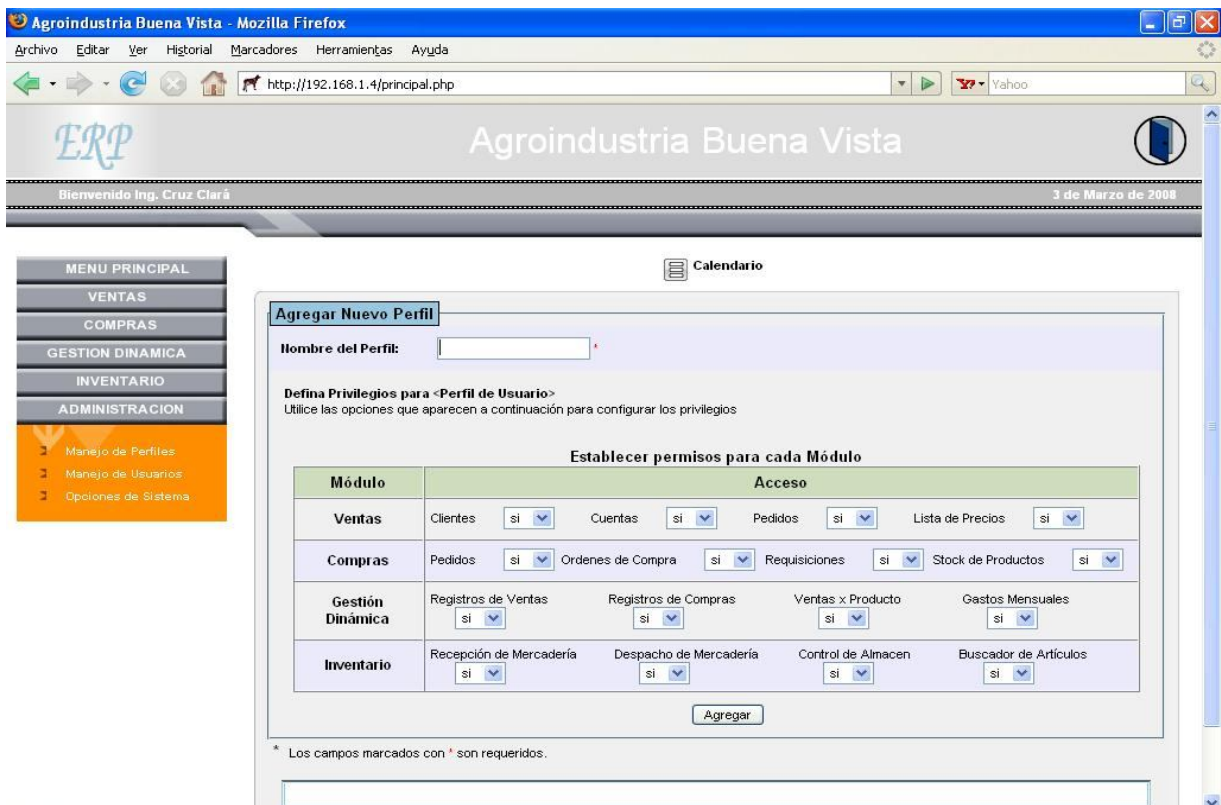 Agroindustria Buena Vista - Mozilla Firefox
Archivo Editar Ver Historial Marcadores Herramientas Ayuda
http://192.168.1.4/principal.php Yahoo
ERP Agroindustria Buena Vista
Bienvenido Ing. Cruz Clará 3 de Marzo de 2008
Calendario
MENU PRINCIPAL
VENTAS
COMPRAS
GESTION DINAMICA
INVENTARIO
ADMINISTRACION
Manejo de Perfiles
Manejo de Usuarios
Opciones de Sistema
Agregar Nuevo Perfil
Nombre del Perfil: *
Defina Privilegios para <Perfil de Usuario>
Utilice las opciones que aparecen a continuación para configurar los privilegios
Establecer permisos para cada Módulo
Módulo Acceso
Ventas Clientes si Cuentas si Pedidos si Lista de Precios si
Compras Pedidos si Ordenes de Compra si Requisiciones si Stock de Productos si
Gestión Dinámica
Registros de Ventas Registros de Compras Ventas x Producto Gastos Mensuales
si si si si
Inventario
Recepción de Mercadería Despacho de Mercadería Control de Almacen Buscador de Artículos
si si si si
Agregar
* Los campos marcados con * son requeridos.